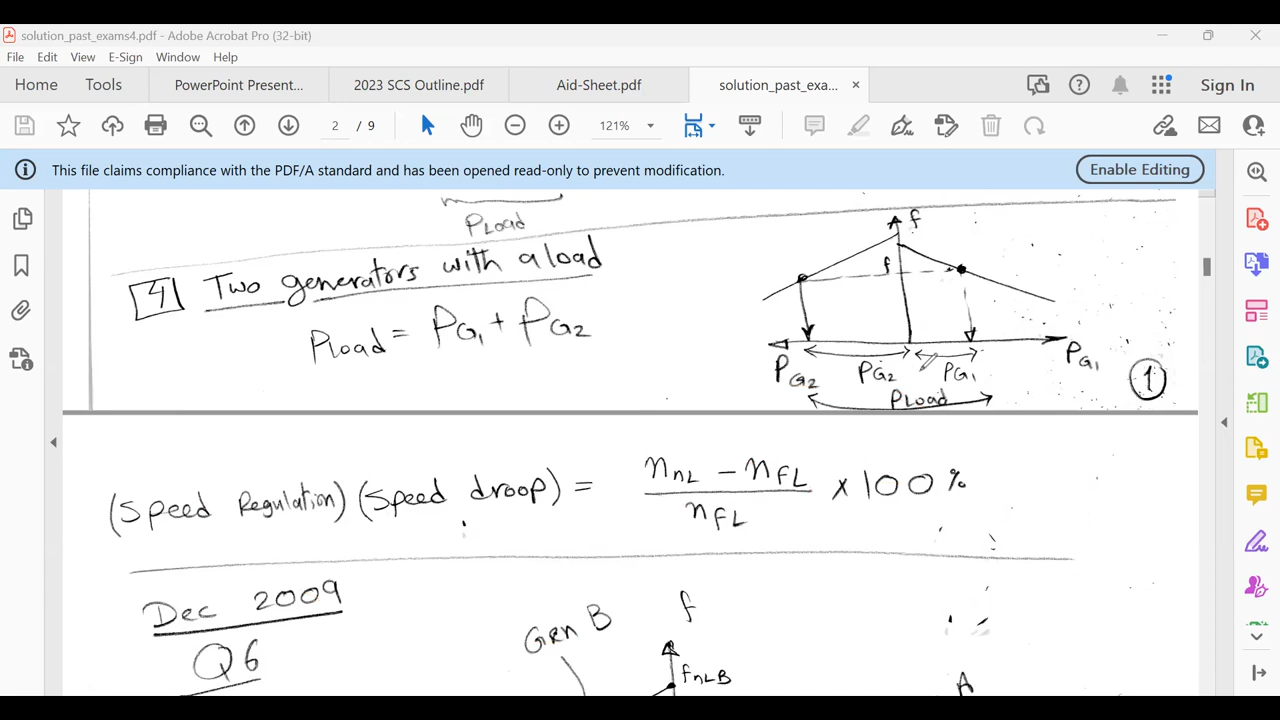 solution_past_exams4.pdf - Adobe Acrobat Pro (32-bit)
File Edit View Window Help
Home Tools PowerPoint Present... 2023 SCS Outline.pdf Aid-Sheet.pdf solution_past_exa... × Sign In
2 / 9 121%
This file claims compliance with the PDF/A standard and has been opened read-only to prevent modification. Enable Editing
PLoad
4 Two generators with a load
PLoad = PG1 + PG2
f
f
PG2 PG2 PG1 PG1
PLoad
1
(Speed Regulation) (Speed droop) = nnL - nFL / nFL × 100 %
Dec 2009
Q6
Gen B
f
fnLB
A